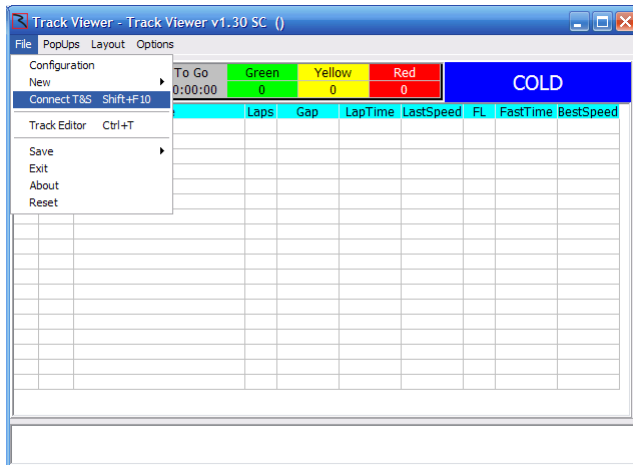 Track Viewer - Track Viewer v1.30 SC ()
File PopUps Layout Options
Configuration
New
Connect T&S Shift+F10
Track Editor Ctrl+T
Save
Exit
About
Reset
To Go Green Yellow Red
0:00:00 0 0 0
COLD
Laps Gap LapTime LastSpeed FL FastTime BestSpeed